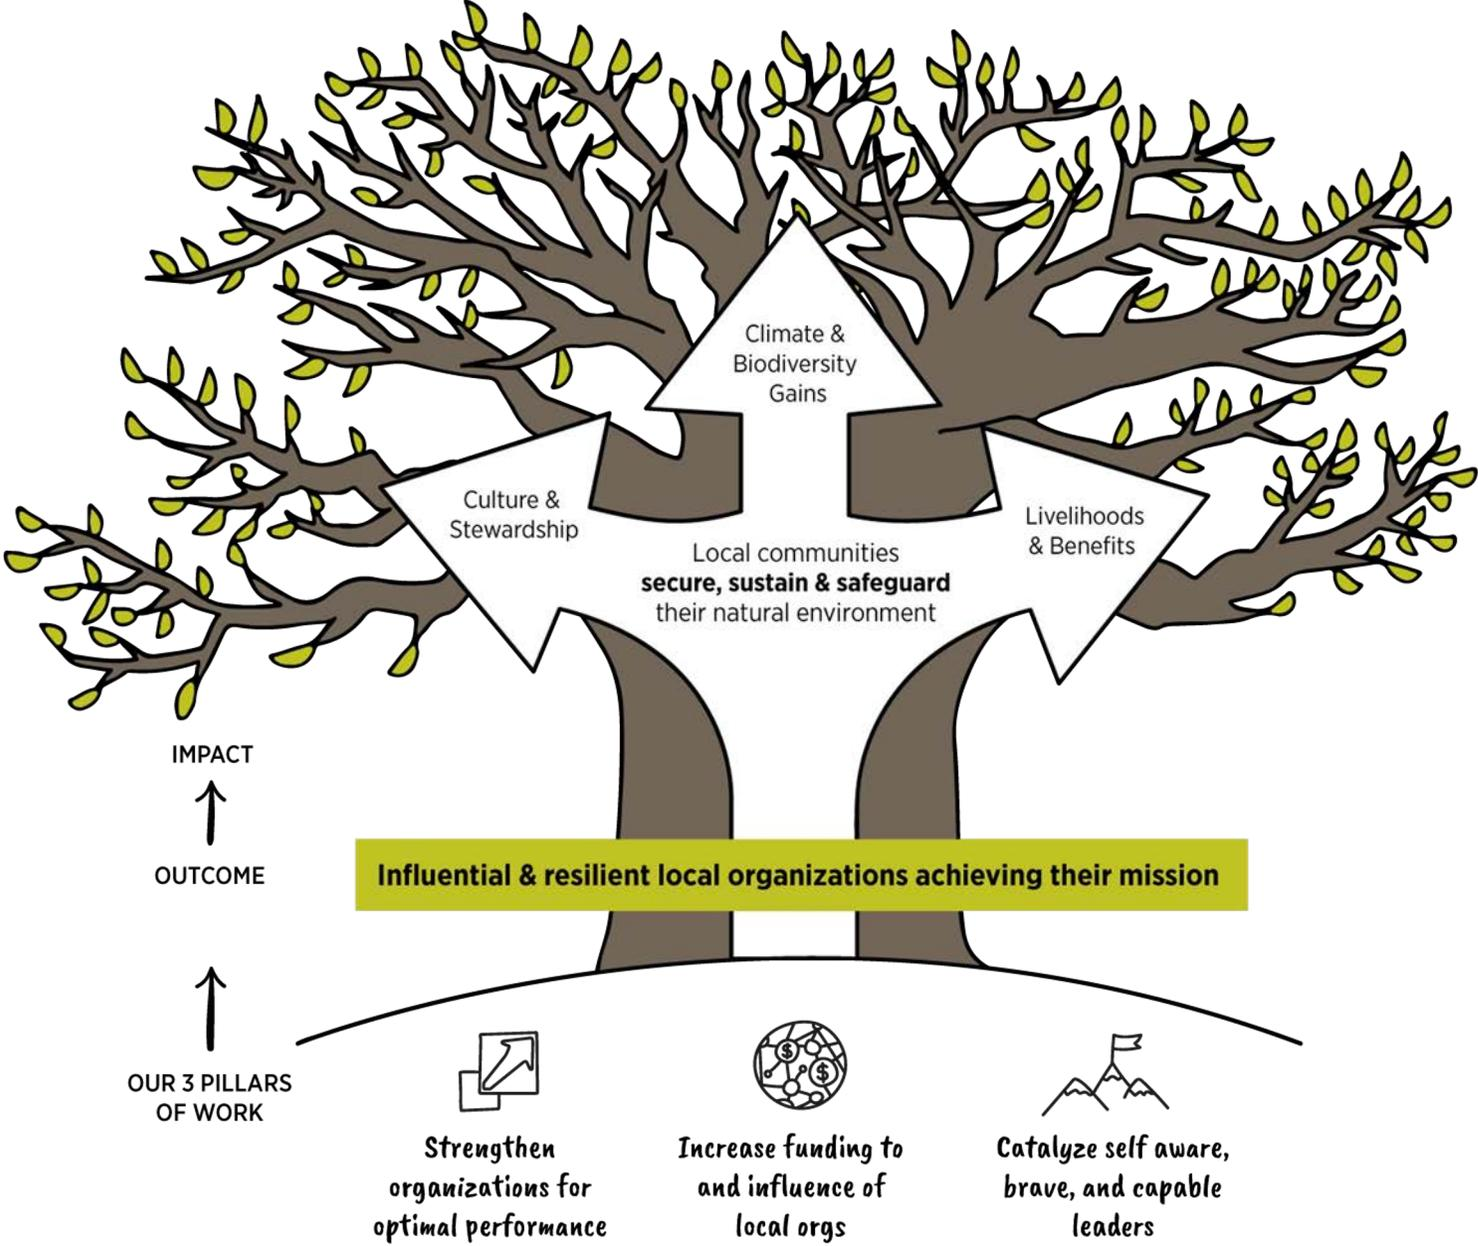 Climate &
Biodiversity
Gains
Culture &
Stewardship
Livelihoods
& Benefits
Local communities
secure, sustain & safeguard
their natural environment
IMPACT
OUTCOME
Influential & resilient local organizations achieving their mission
OUR 3 PILLARS
OF WORK
$
$
Strengthen
organizations for
optimal performance
Increase funding to
and influence of
local orgs
Catalyze self aware,
brave, and capable
leaders